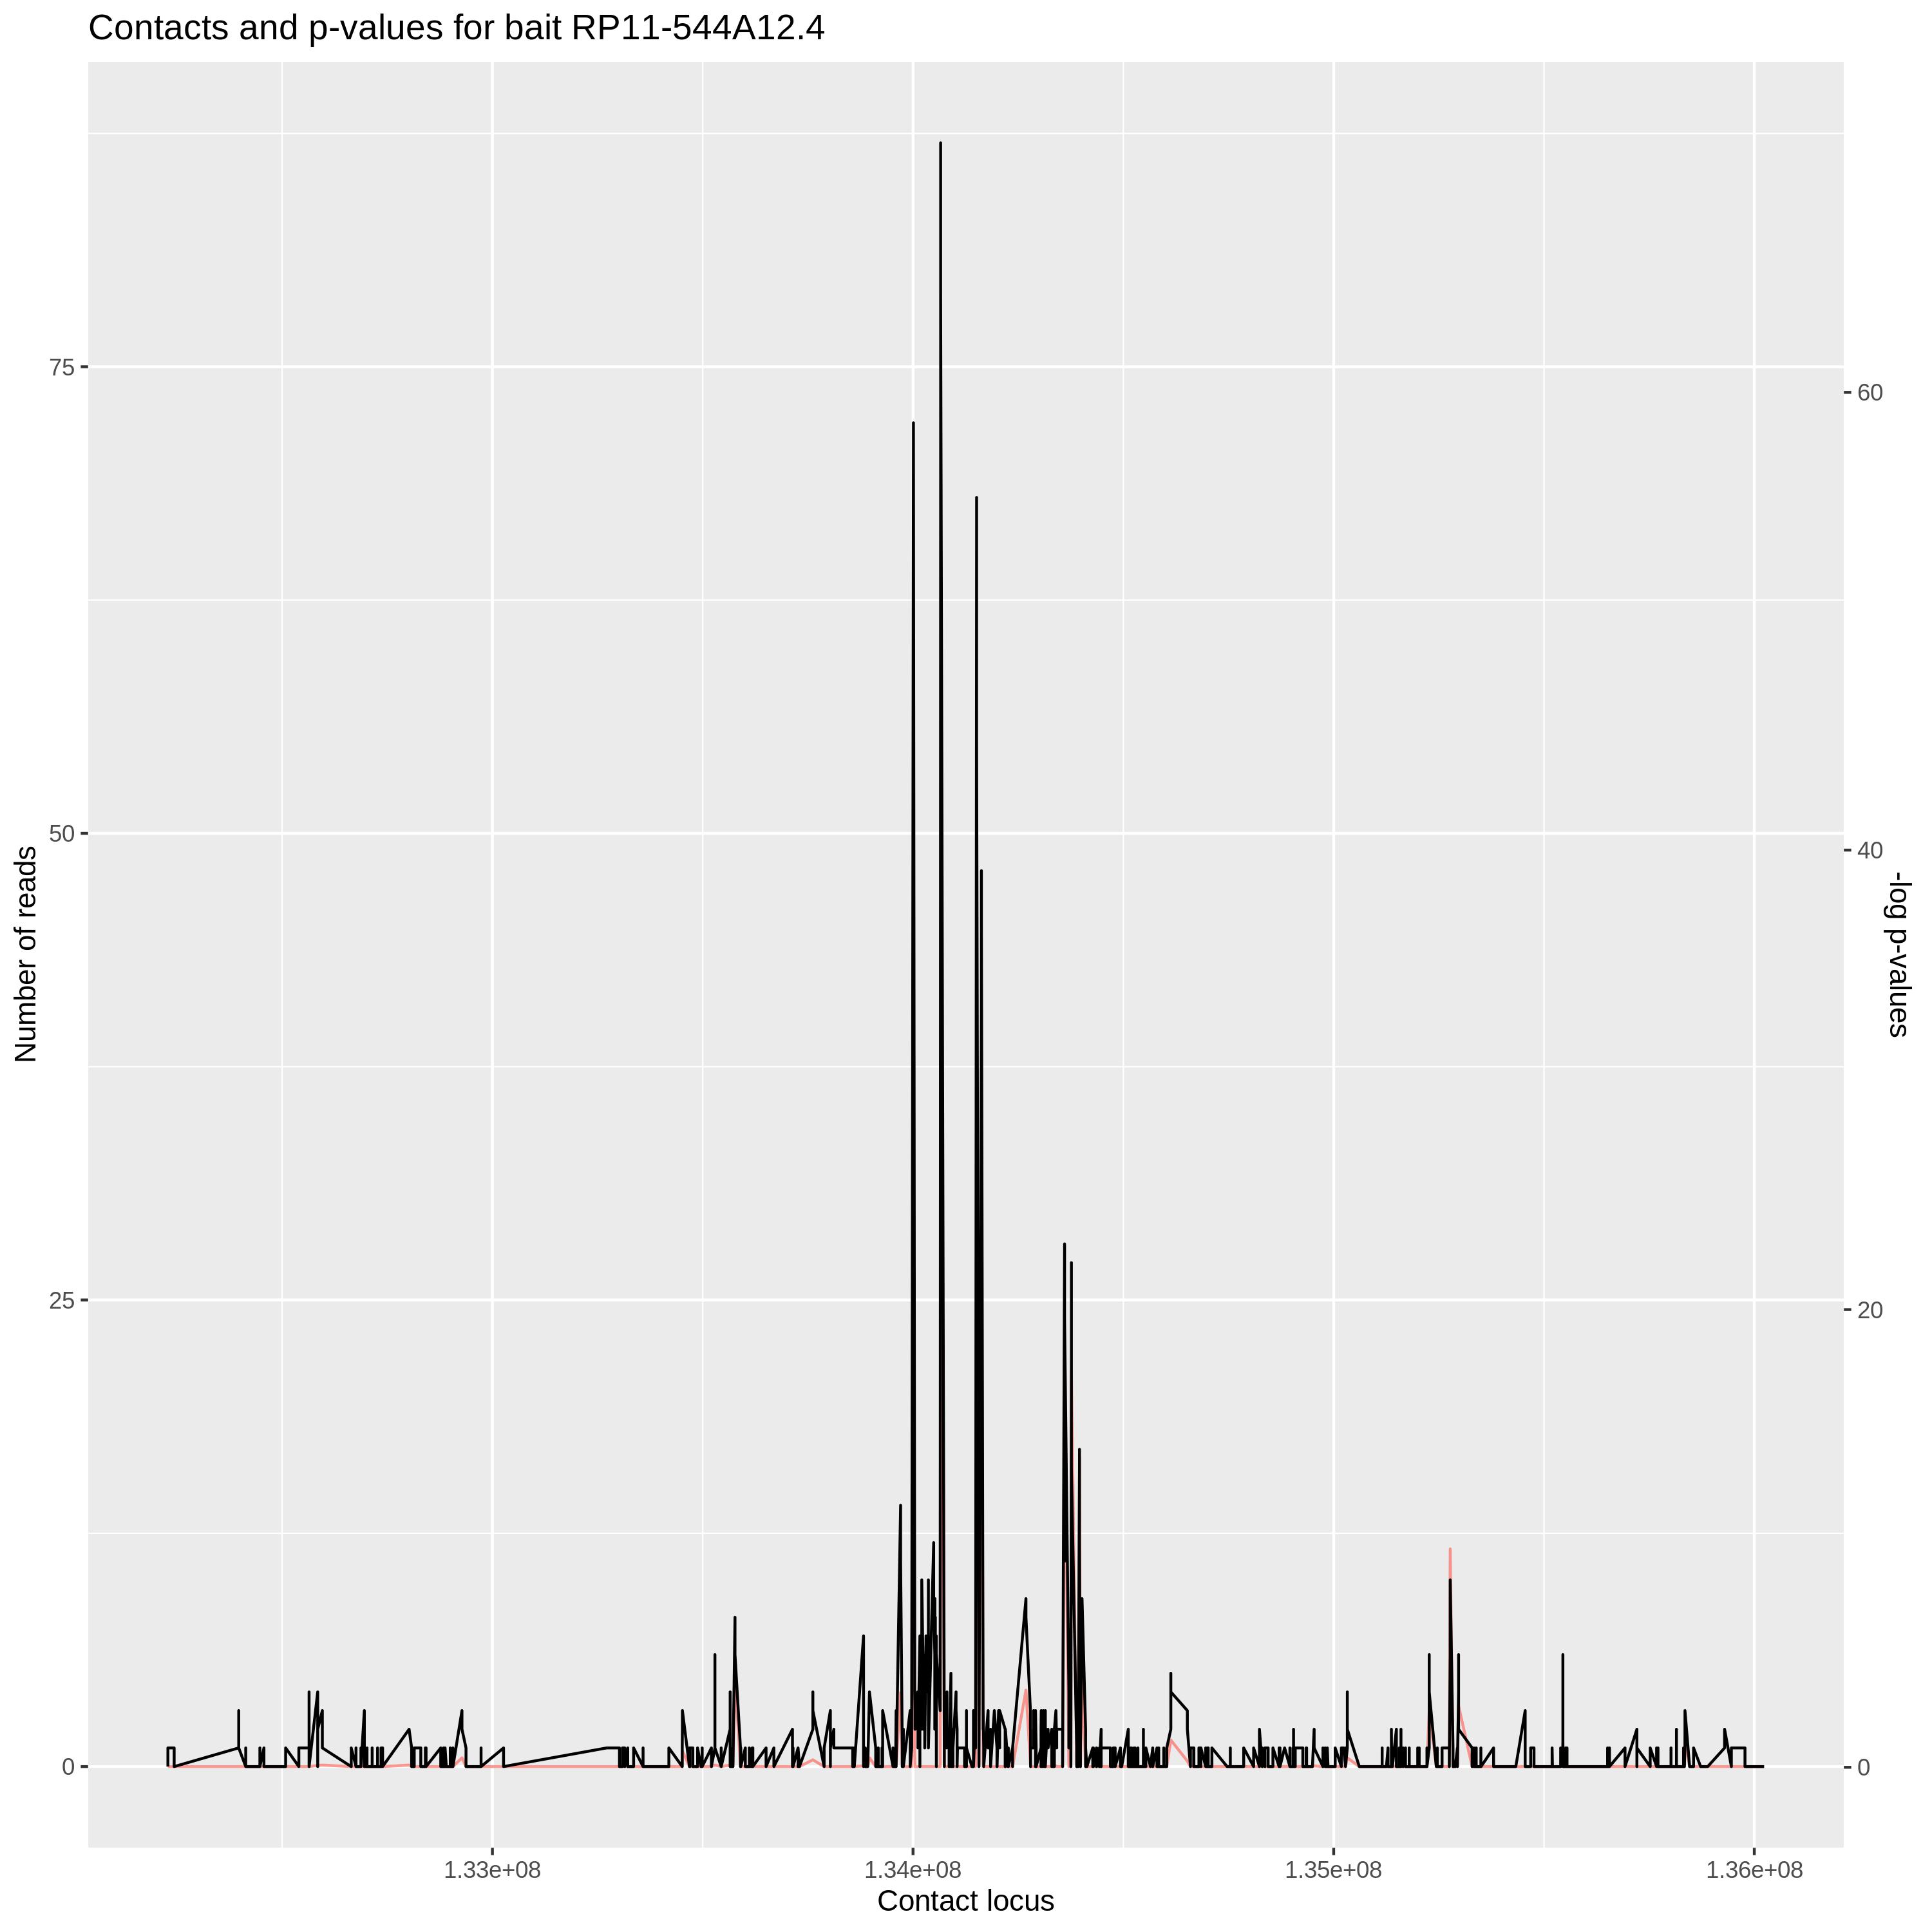 Contacts and p-values for bait RP11-544A12.4
75
50
25
0
Number of reads
60
40
20
0
-log p-values
1.33e+08
1.34e+08
1.35e+08
1.36e+08
Contact locus